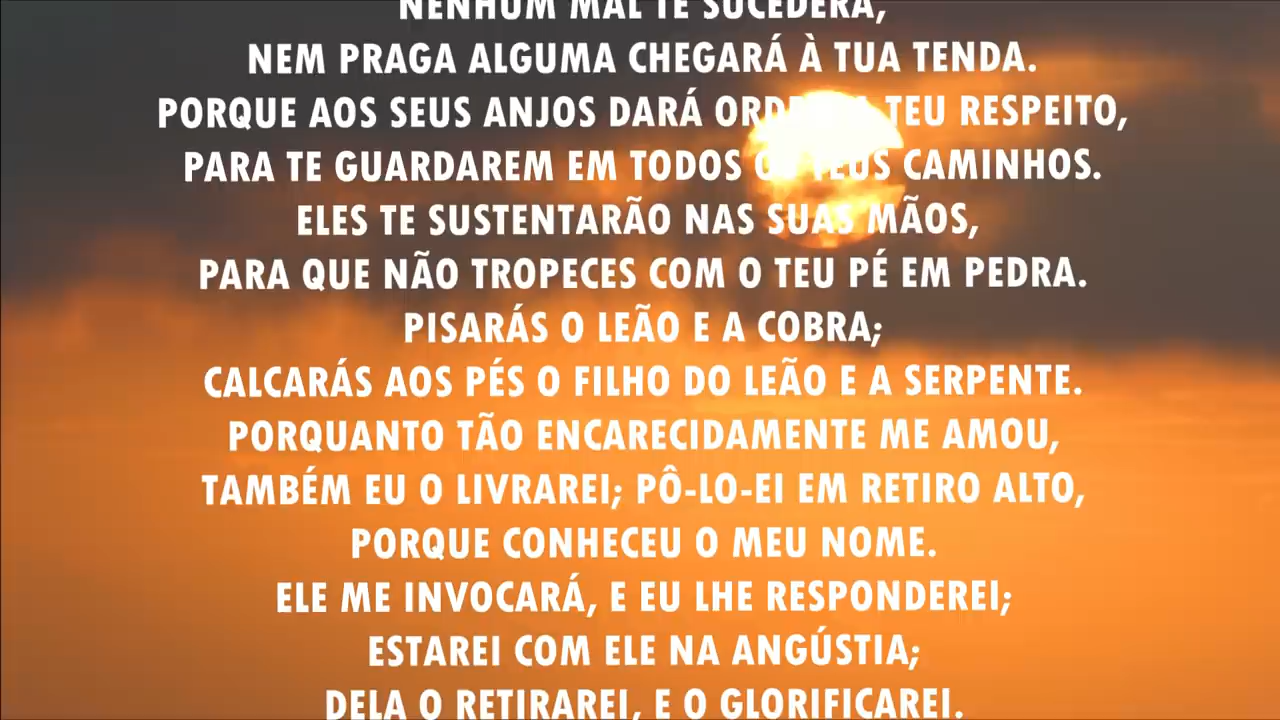 NENHUM MAL TE SUCEDERÁ,
NEM PRAGA ALGUMA CHEGARÁ À TUA TENDA.
PORQUE AOS SEUS ANJOS DARÁ ORDEM A TEU RESPEITO,
PARA TE GUARDAREM EM TODOS OS TEUS CAMINHOS.
ELES TE SUSTENTARÃO NAS SUAS MÃOS,
PARA QUE NÃO TROPECES COM O TEU PÉ EM PEDRA.
PISARÁS O LEÃO E A COBRA;
CALCARÁS AOS PÉS O FILHO DO LEÃO E A SERPENTE.
PORQUANTO TÃO ENCARECIDAMENTE ME AMOU,
TAMBÉM EU O LIVRAREI; PÔ-LO-EI EM RETIRO ALTO,
PORQUE CONHECEU O MEU NOME.
ELE ME INVOCARÁ, E EU LHE RESPONDEREI;
ESTAREI COM ELE NA ANGÚSTIA;
DELA O RETIRAREI, E O GLORIFICAREI.